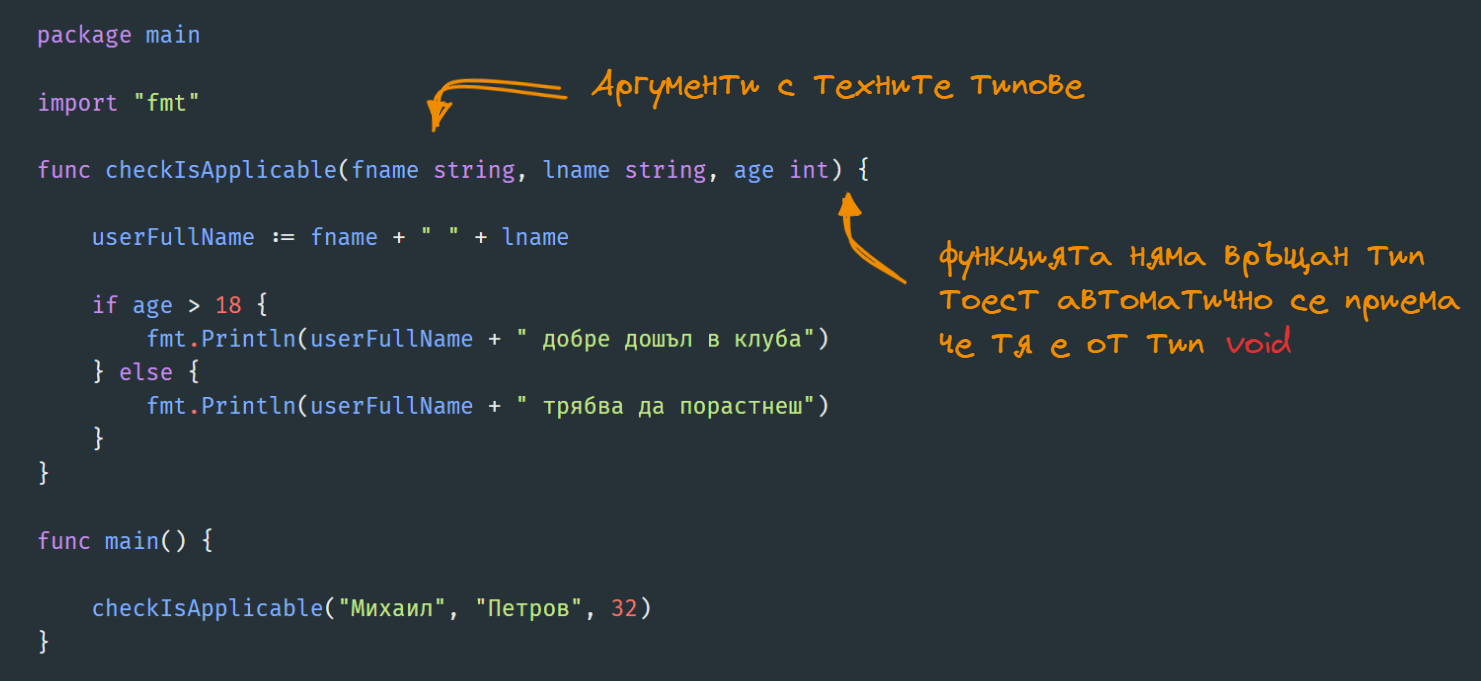 package main
import "fmt"
Аргументи с техните типове
func checkIsApplicable(fname string, lname string, age int) {
userFullName := fname + " " + lname
функцията няма връщан тип
тоест автоматично се приема
че тя е от тип void
if age > 18 {
fmt.Println(userFullName + " добре дошъл в клуба")
} else {
fmt.Println(userFullName + " трябва да порастнеш")
}
}
func main() {
checkIsApplicable("Михаил", "Петров", 32)
}